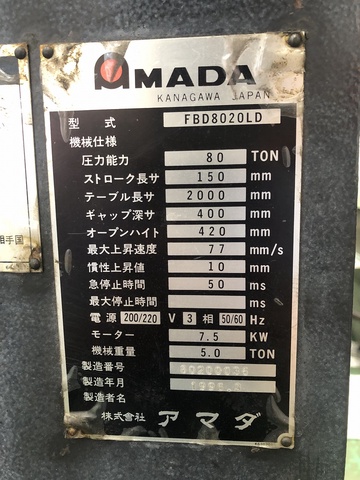 AMADA
KANAGAWA JAPAN
型式 FBD8020LD
機械仕様
圧力能力 80 TON
ストローク長サ 150 mm
テーブル長サ 2000 mm
ギャップ深サ 400 mm
オープンハイト 420 mm
最大上昇速度 77 mm/s
慣性上昇値 10 mm
急停止時間 50 ms
最大停止時間 ms
電源 200/220 V 3 相 50/60 Hz
モーター 7.5 KW
機械重量 5.0 TON
製造番号
製造年月
製造者名
株式会社 アマダ
相手国